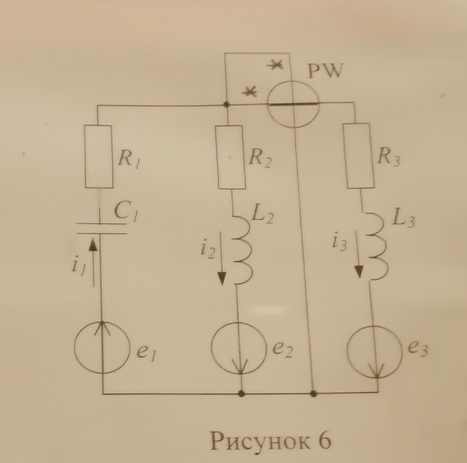 * PW
*
R1 R2 R3
C1 L2 L3
i1 i2 i3
e1 e2 e3
Рисунок 6